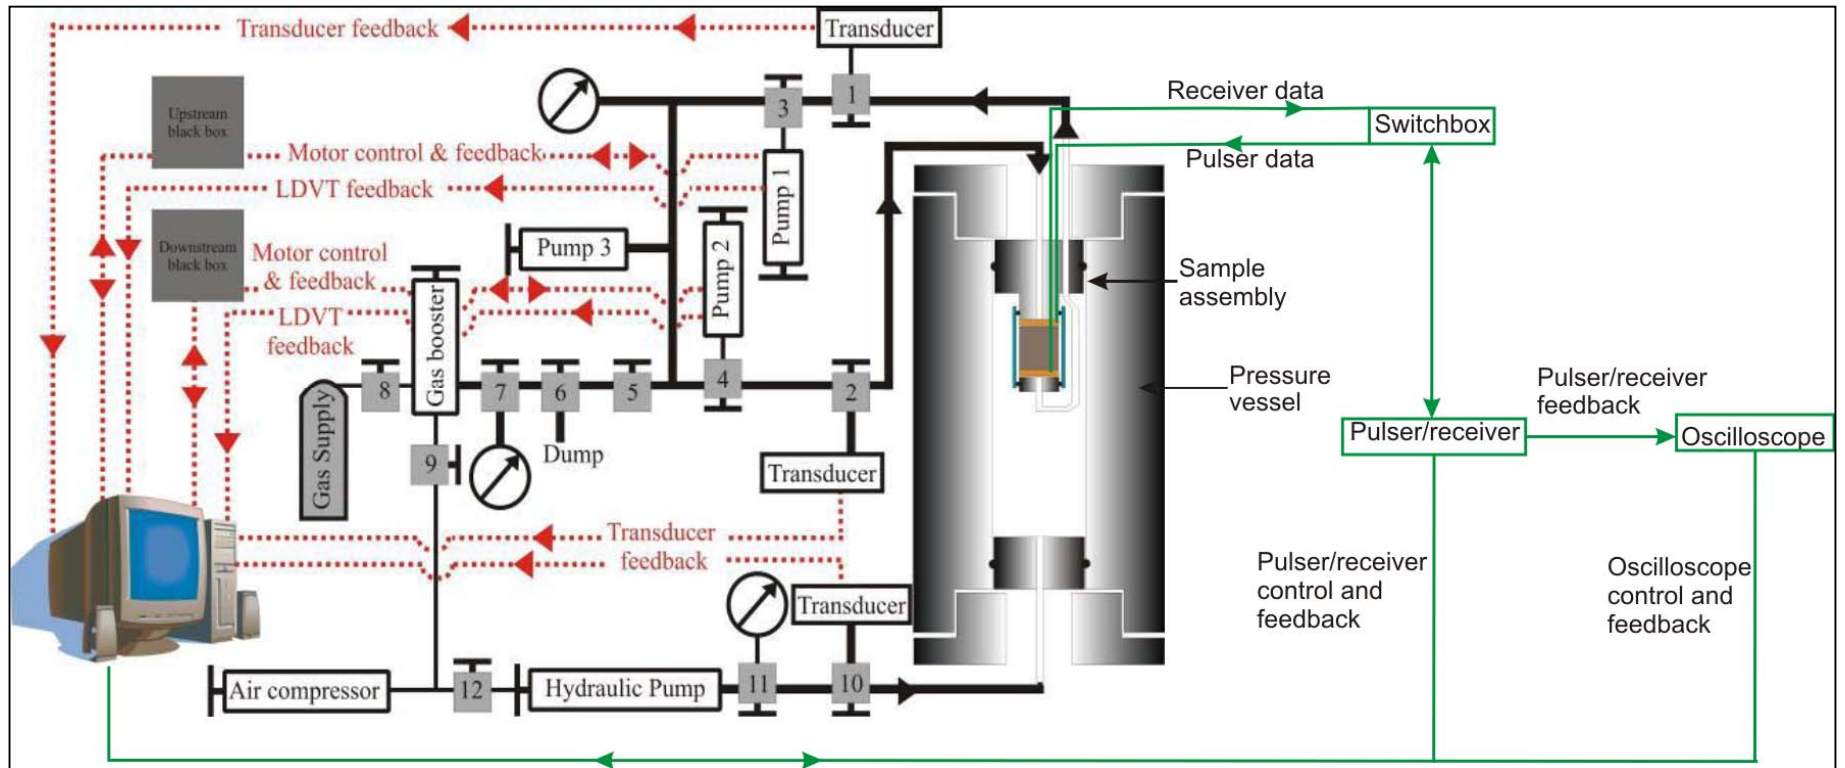 Transducer feedback
Transducer
Upstream
black box
3
1
Receiver data
Switchbox
Pulser data
Motor control & feedback
LDVT feedback
Pump 1
Downstream
black box
Motor control
& feedback
Pump 3
Pump 2
Sample
assembly
LDVT
feedback
Gas booster
8
7
6
5
4
2
Pressure
vessel
Pulser/receiver
feedback
Pulser/receiver
Oscilloscope
Gas Supply
9
Dump
Transducer
Transducer
feedback
Transducer
Pulser/receiver
control and
feedback
Oscilloscope
control and
feedback
Air compressor
12
Hydraulic Pump
11
10